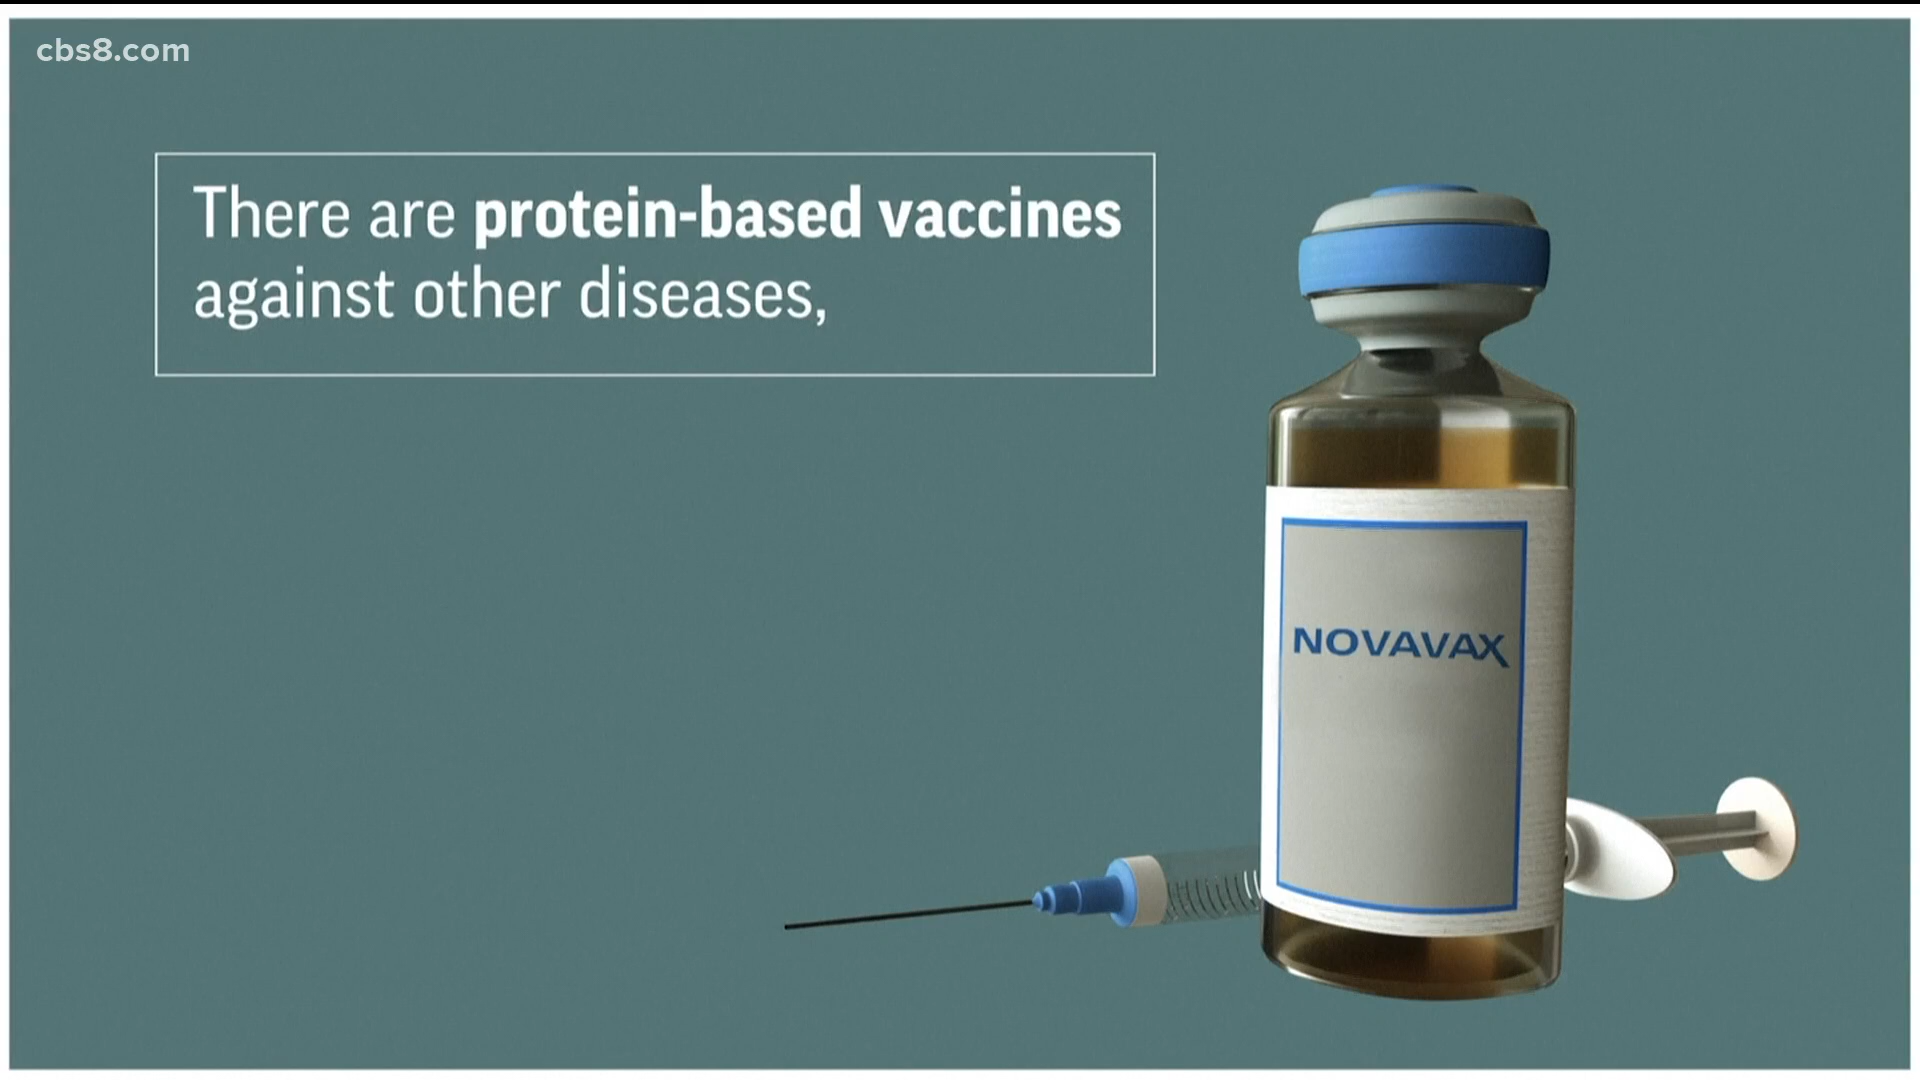 cbs8.com
There are protein-based vaccines
against other diseases,
NOVAVAX